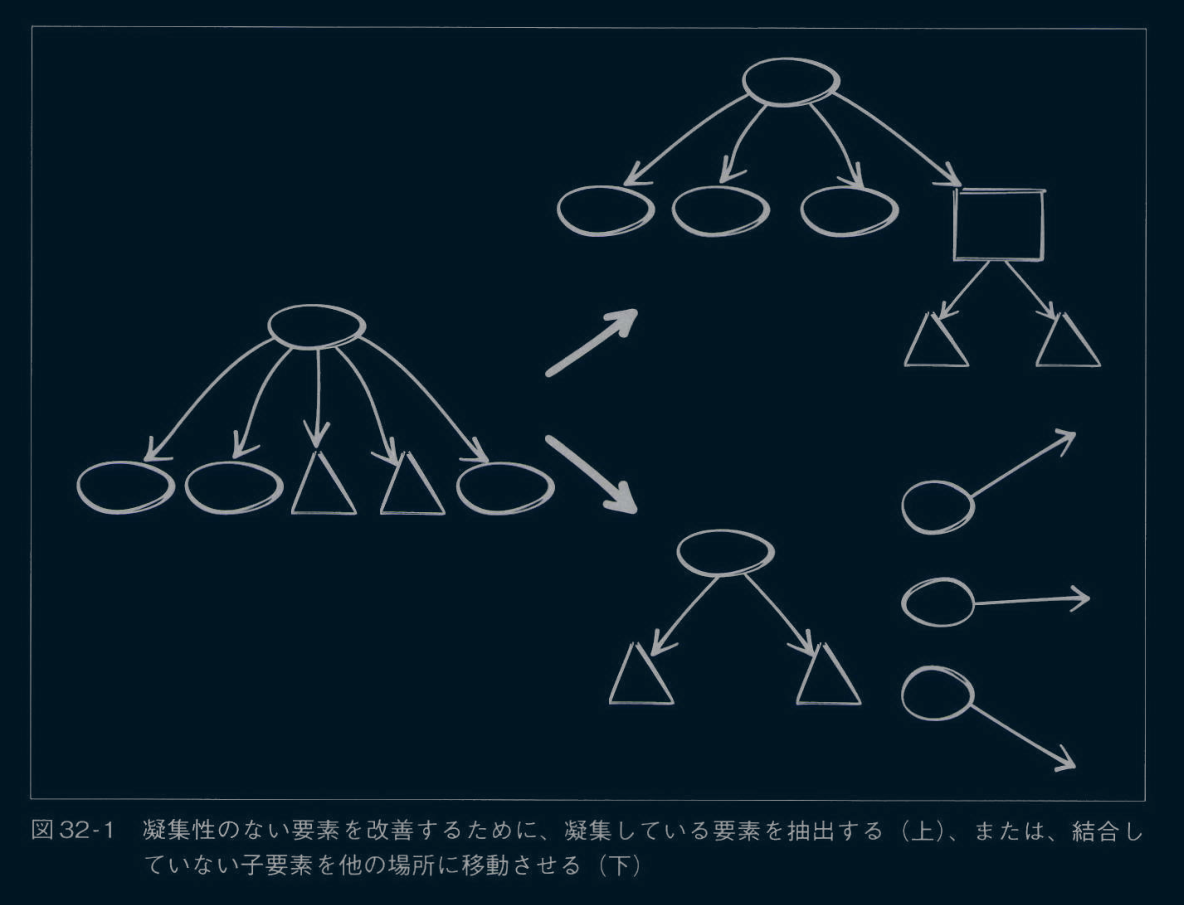 図32-1　凝集性のない要素を改善するために、凝集している要素を抽出する（上）、または、結合し
ていない子要素を他の場所に移動させる（下）